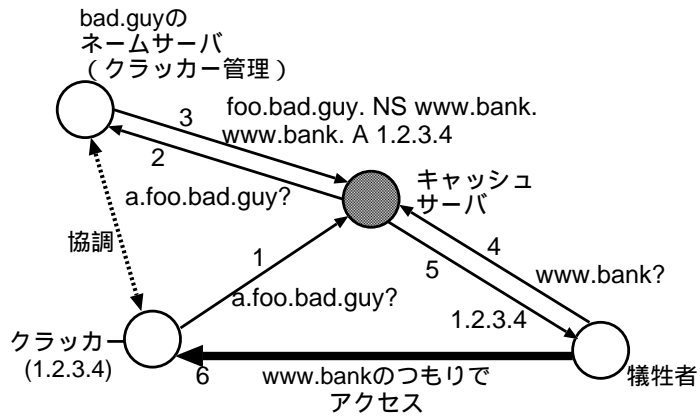 bad.guyの
ネームサーバ
(クラッカー管理)
3
foo.bad.guy. NS www.bank.
www.bank. A 1.2.3.4
2
a.foo.bad.guy?
キャッシュ
サーバ
協調
1
a.foo.bad.guy?
4
5
www.bank?
1.2.3.4
クラッカ
(1.2.3.4)
6
www.bankのつもりで
アクセス
犠牲者